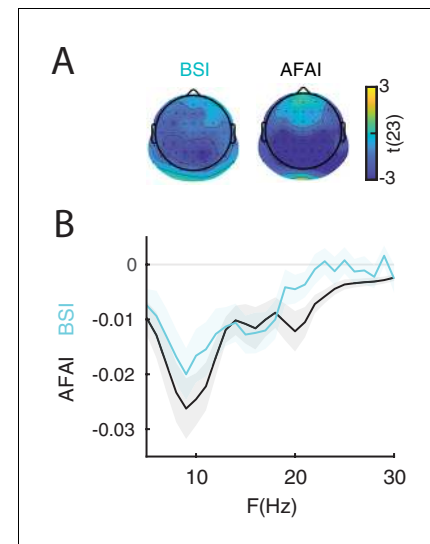 A
BSI
AFAI
3
-3
t(23)
B
AFAI BSI
0
-0.01
-0.02
-0.03
10
20
30
F(Hz)